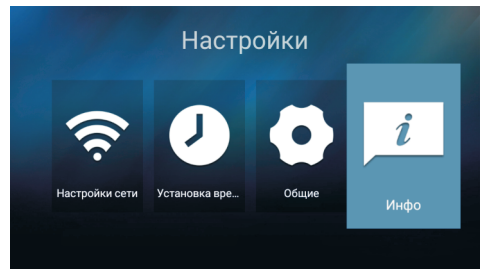 Настройки
Настройки сети
Установка вре...
Общие
i
Инфо